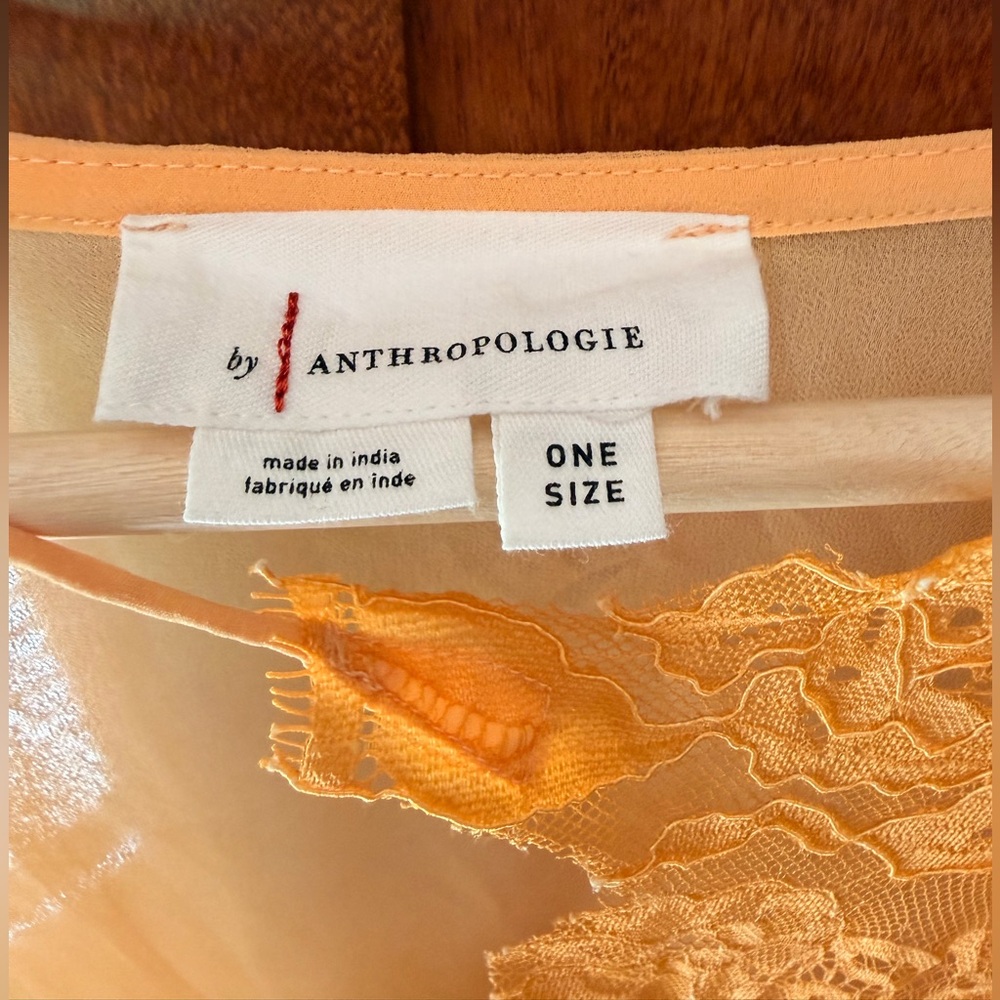 by ANTHROPOLOGIE
made in india
fabriqué en inde
ONE
SIZE